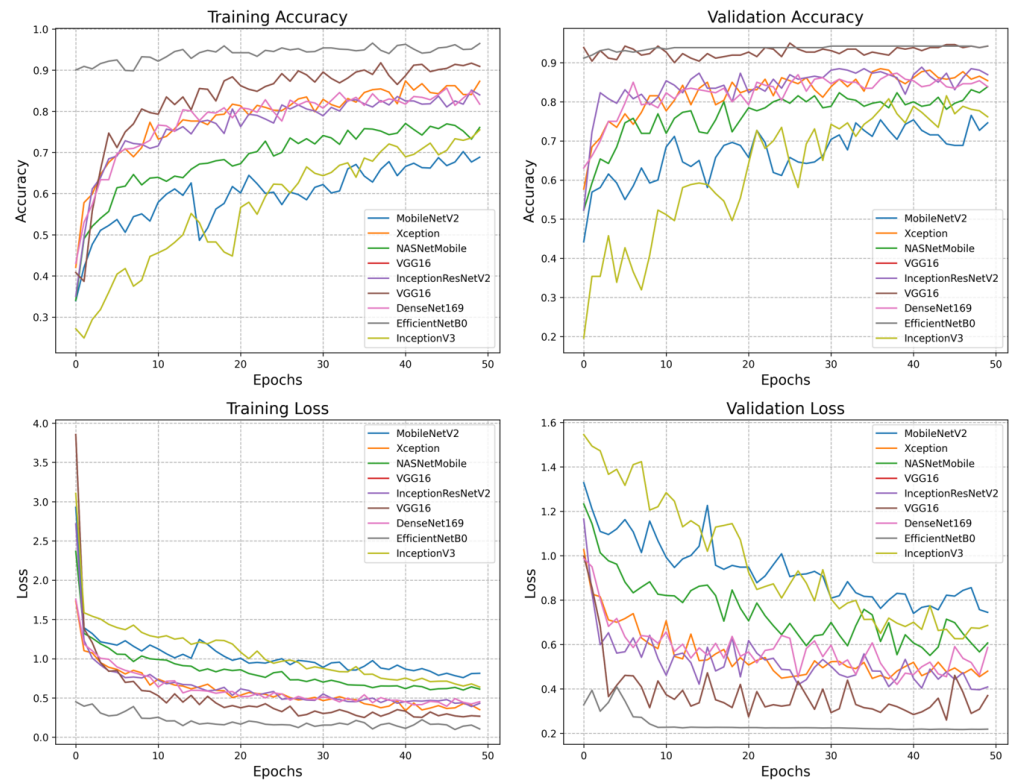 Training Accuracy
Accuracy
1.0
0.9
0.8
0.7
0.6
0.5
0.4
0.3
0
10
20
30
40
50
Epochs
MobileNetV2
Xception
NASNetMobile
VGG16
InceptionResNetV2
VGG16
DenseNet169
EfficientNetB0
InceptionV3
Validation Accuracy
Accuracy
0.9
0.8
0.7
0.6
0.5
0.4
0.3
0.2
0
10
20
30
40
50
Epochs
MobileNetV2
Xception
NASNetMobile
VGG16
InceptionResNetV2
VGG16
DenseNet169
EfficientNetB0
InceptionV3
Training Loss
Loss
4.0
3.5
3.0
2.5
2.0
1.5
1.0
0.5
0.0
0
10
20
30
40
50
Epochs
MobileNetV2
Xception
NASNetMobile
VGG16
InceptionResNetV2
VGG16
DenseNet169
EfficientNetB0
InceptionV3
Validation Loss
Loss
1.6
1.4
1.2
1.0
0.8
0.6
0.4
0.2
0
10
20
30
40
50
Epochs
MobileNetV2
Xception
NASNetMobile
VGG16
InceptionResNetV2
VGG16
DenseNet169
EfficientNetB0
InceptionV3